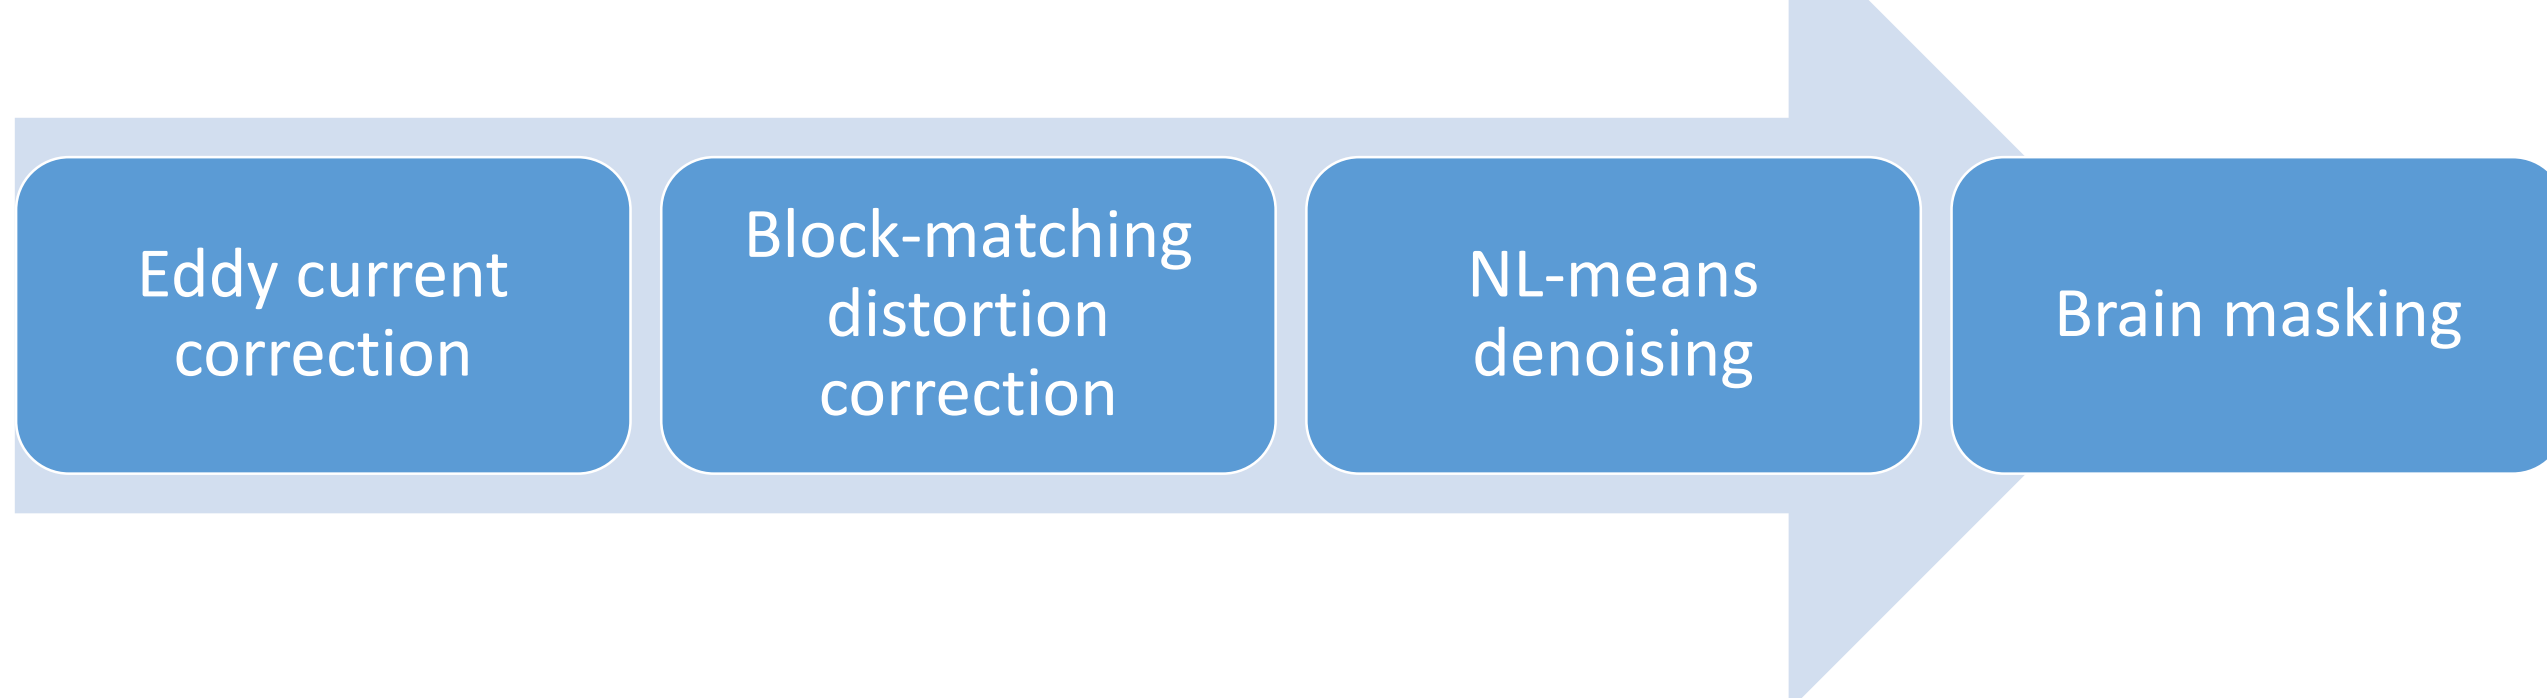 Eddy current
correction
Block-matching
distortion
correction
NL-means
denoising
Brain masking